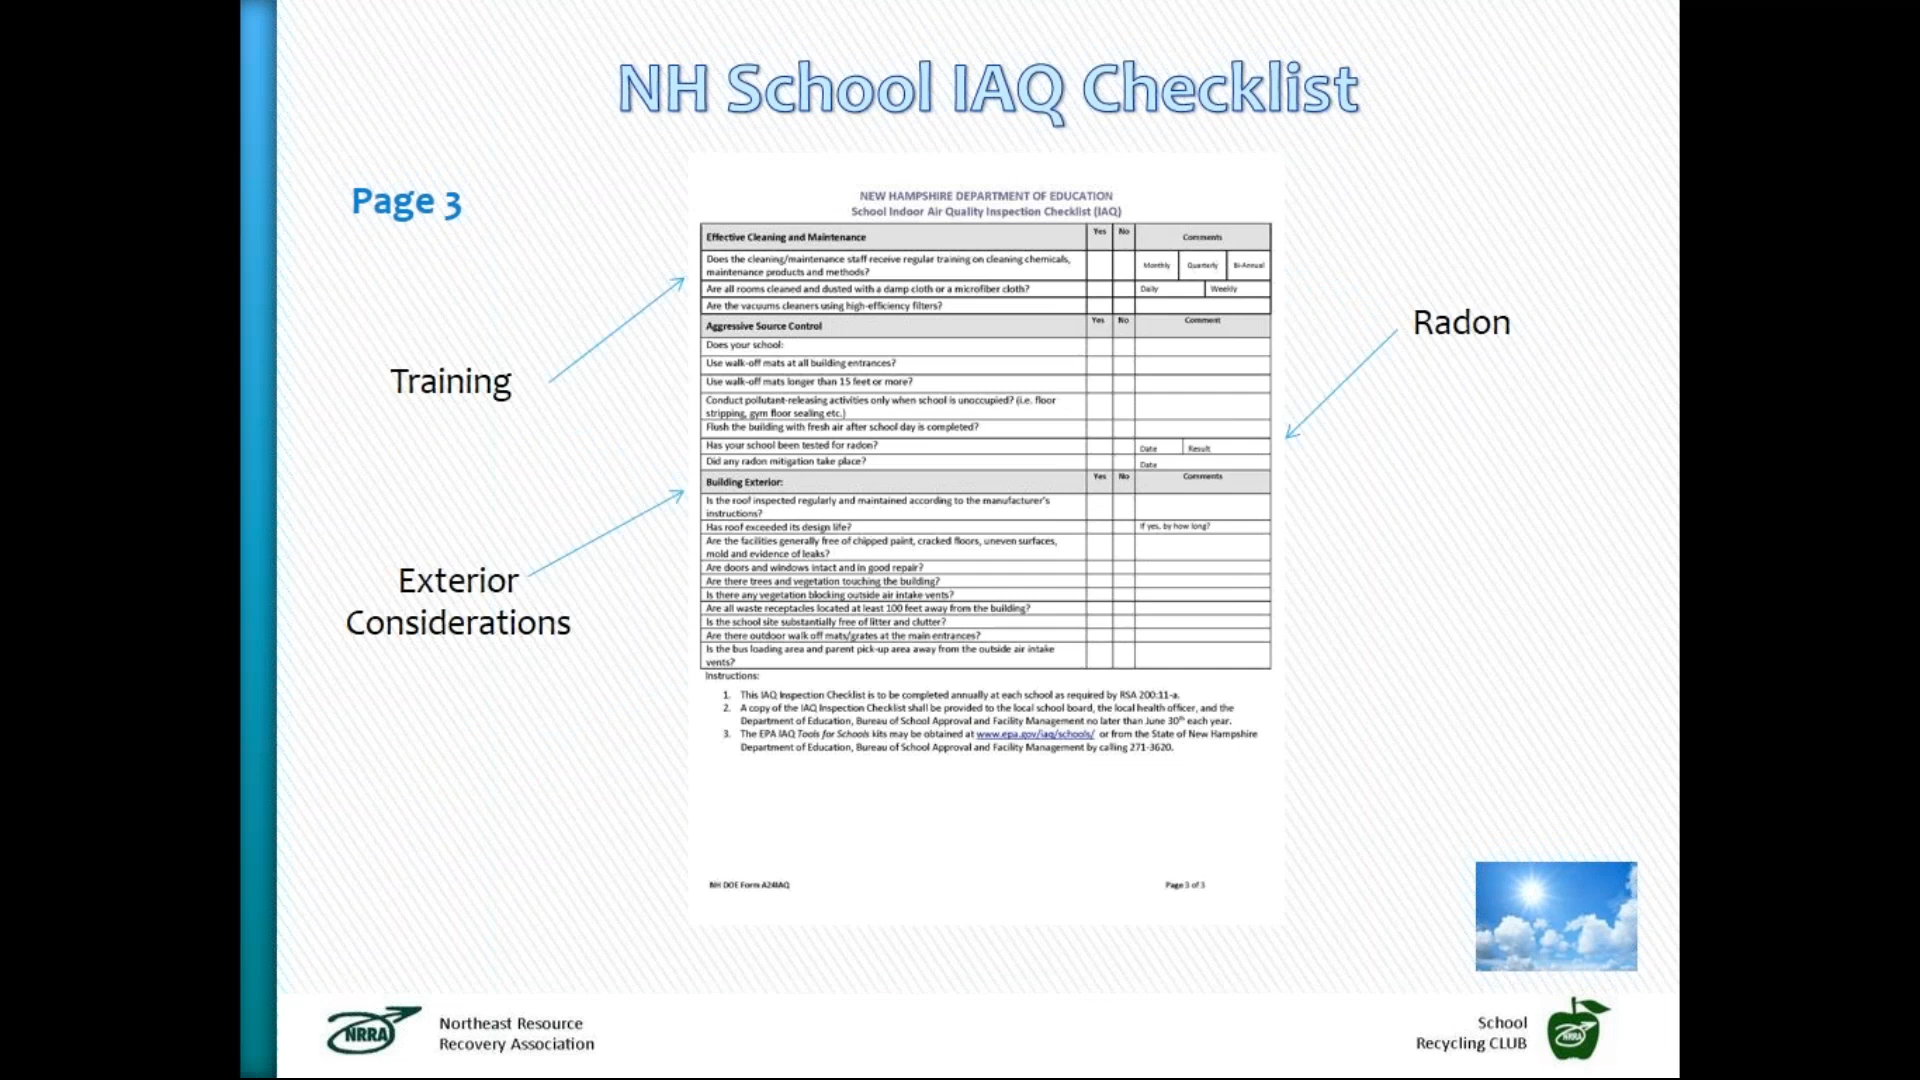 NH School IAQ Checklist
Page 3
Training
Exterior
Considerations
Radon
NEW HAMPSHIRE DEPARTMENT OF EDUCATION
School Indoor Air Quality Inspection Checklist (IAQ)
Effective Cleaning and Maintenance Yes No Comments
Does the cleaning/maintenance staff receive regular training on cleaning chemicals,
maintenance products and methods? Monthly Quarterly Bi-Annual
Are all rooms cleaned and dusted with a damp cloth or a microfiber cloth? Daily Weekly
Are the vacuums cleaners using high-efficiency filters?
Aggressive Source Control Yes No Comment
Does your school:
Use walk-off mats at all building entrances?
Use walk-off mats longer than 15 feet or more?
Conduct pollutant-releasing activities only when school is unoccupied? (i.e. floor
stripping, gym floor sealing etc.)
Flush the building with fresh air after school day is completed?
Has your school been tested for radon? Date Result
Did any radon mitigation take place? Date
Building Exterior: Yes No Comments
Is the roof inspected regularly and maintained according to the manufacturer's
instructions?
Has roof exceeded its design life? If yes, by how long?
Are the facilities generally free of chipped paint, cracked floors, uneven surfaces,
mold and evidence of leaks?
Are doors and windows intact and in good repair?
Are there trees and vegetation touching the building?
Is there any vegetation blocking outside air intake vents?
Are all waste receptacles located at least 100 feet away from the building?
Is the school site substantially free of litter and clutter?
Are there outdoor walk off mats/grates at the main entrances?
Is the bus loading area and parent pick-up area away from the outside air intake
vents?
Instructions:
1. This IAQ Inspection Checklist is to be completed annually at each school as required by RSA 200:11-a.
2. A copy of the IAQ Inspection Checklist shall be provided to the local school board, the local health officer, and the
Department of Education, Bureau of School Approval and Facility Management no later than June 30th each year.
3. The EPA IAQ Tools for Schools kits may be obtained at www.epa.gov/iaq/schools/ or from the State of New Hampshire
Department of Education, Bureau of School Approval and Facility Management by calling 271-3620.
NH DOE Form A24IAQ Page 3 of 3
NRRA
Northeast Resource
Recovery Association
School
Recycling CLUB
NRRA